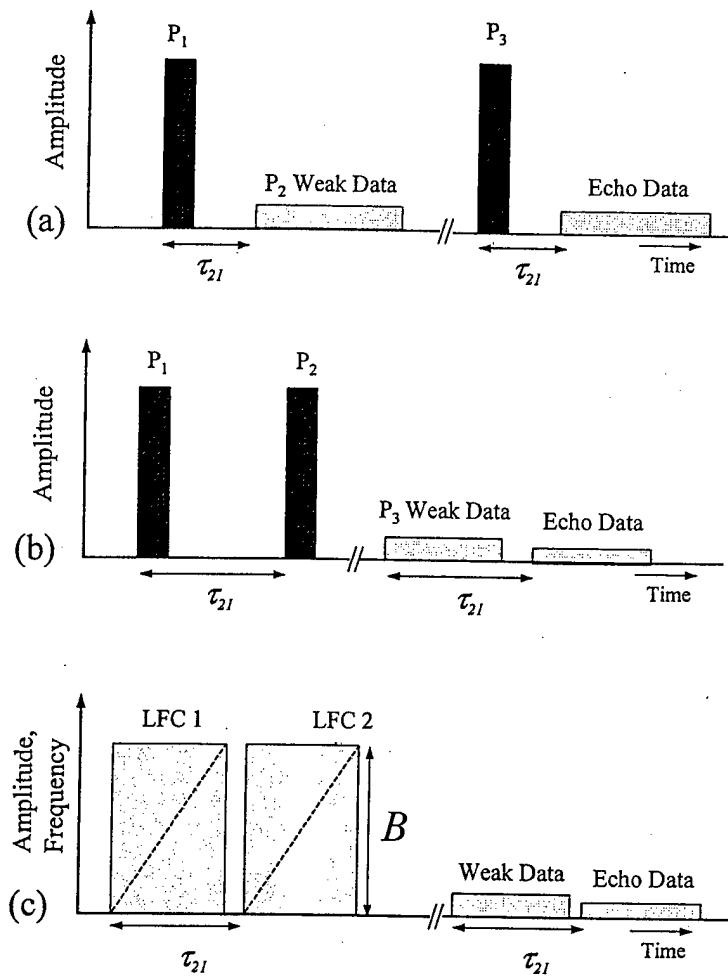 P1
P3
Amplitude
P2 Weak Data
Echo Data
(a)
//
τ21
τ21
Time
P1
P2
Amplitude
P3 Weak Data
Echo Data
(b)
//
τ21
τ21
Time
LFC 1
LFC 2
Amplitude,
Frequency
B
Weak Data
Echo Data
(c)
//
τ21
τ21
Time